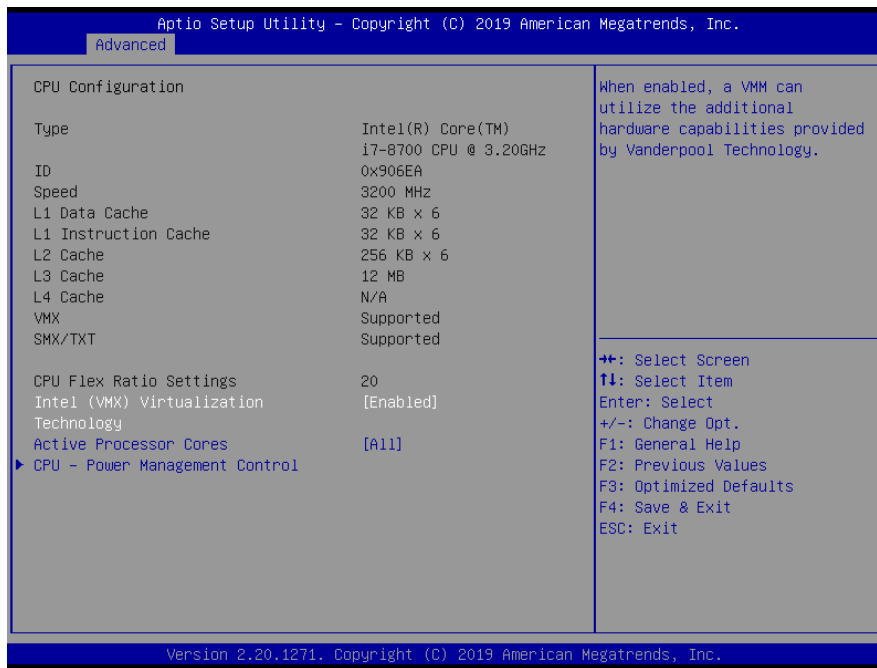 Aptio Setup Utility – Copyright (C) 2019 American Megatrends, Inc.
Advanced
CPU Configuration
Type Intel(R) Core(TM)
i7-8700 CPU @ 3.20GHz
ID 0x906EA
Speed 3200 MHz
L1 Data Cache 32 KB x 6
L1 Instruction Cache 32 KB x 6
L2 Cache 256 KB x 6
L3 Cache 12 MB
L4 Cache N/A
VMX Supported
SMX/TXT Supported
CPU Flex Ratio Settings 20
Intel (VMX) Virtualization [Enabled]
Technology
Active Processor Cores [All]
CPU – Power Management Control
When enabled, a VMM can
utilize the additional
hardware capabilities provided
by Vanderpool Technology.
→←: Select Screen
↑↓: Select Item
Enter: Select
+/-: Change Opt.
F1: General Help
F2: Previous Values
F3: Optimized Defaults
F4: Save & Exit
ESC: Exit
Version 2.20.1271. Copyright (C) 2019 American Megatrends, Inc.